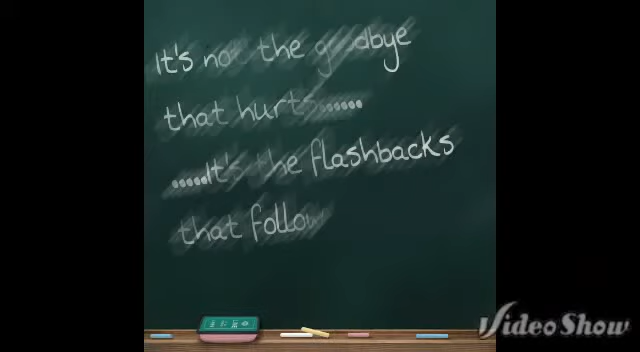 It's not the goodbye
that hurts......
.....It's the flashbacks
that follow
VideoShow